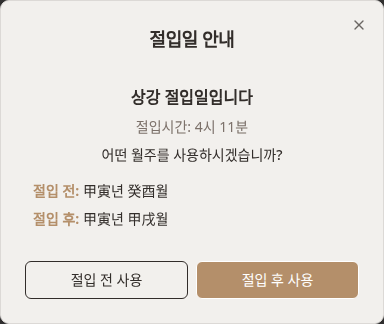 절입일 안내
상강 절입일입니다
절입시간: 4시 11분
어떤 월주를 사용하시겠습니까?
절입 전: 甲寅년 癸酉월
절입 후: 甲寅년 甲戌월
절입 전 사용
절입 후 사용